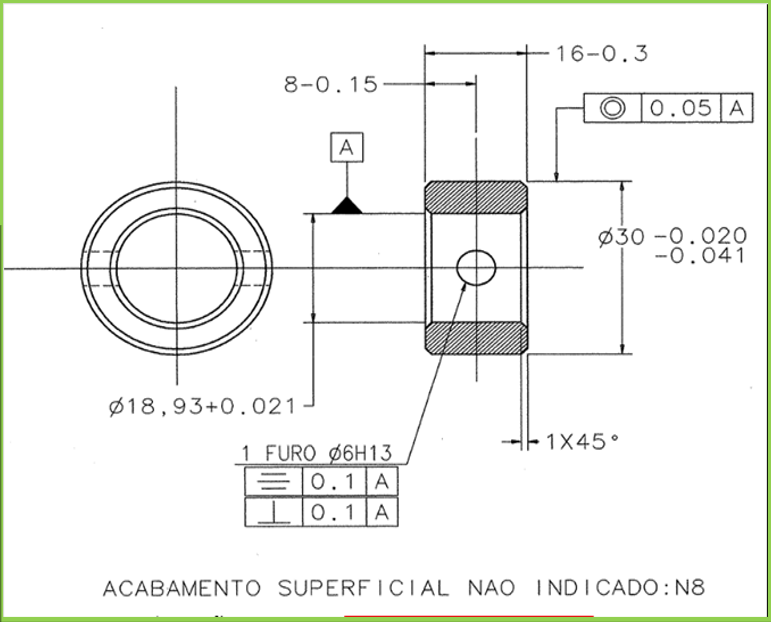 16-0.3
8-0.15
0.05 A
A
ø30 -0.020
-0.041
ø18,93+0.021
1X45°
1 FURO ø6H13
0.1 A
0.1 A
ACABAMENTO SUPERFICIAL NAO INDICADO:N8